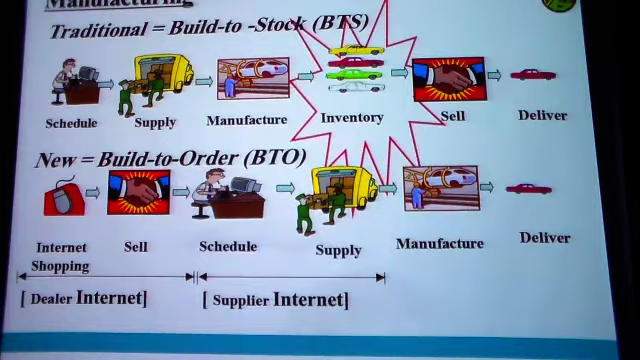 Manufacturing
Traditional = Build-to -Stock (BTS)
Schedule Supply Manufacture Inventory Sell Deliver
New = Build-to-Order (BTO)
Internet Shopping Sell Schedule Supply Manufacture Deliver
[ Dealer Internet] [ Supplier Internet]